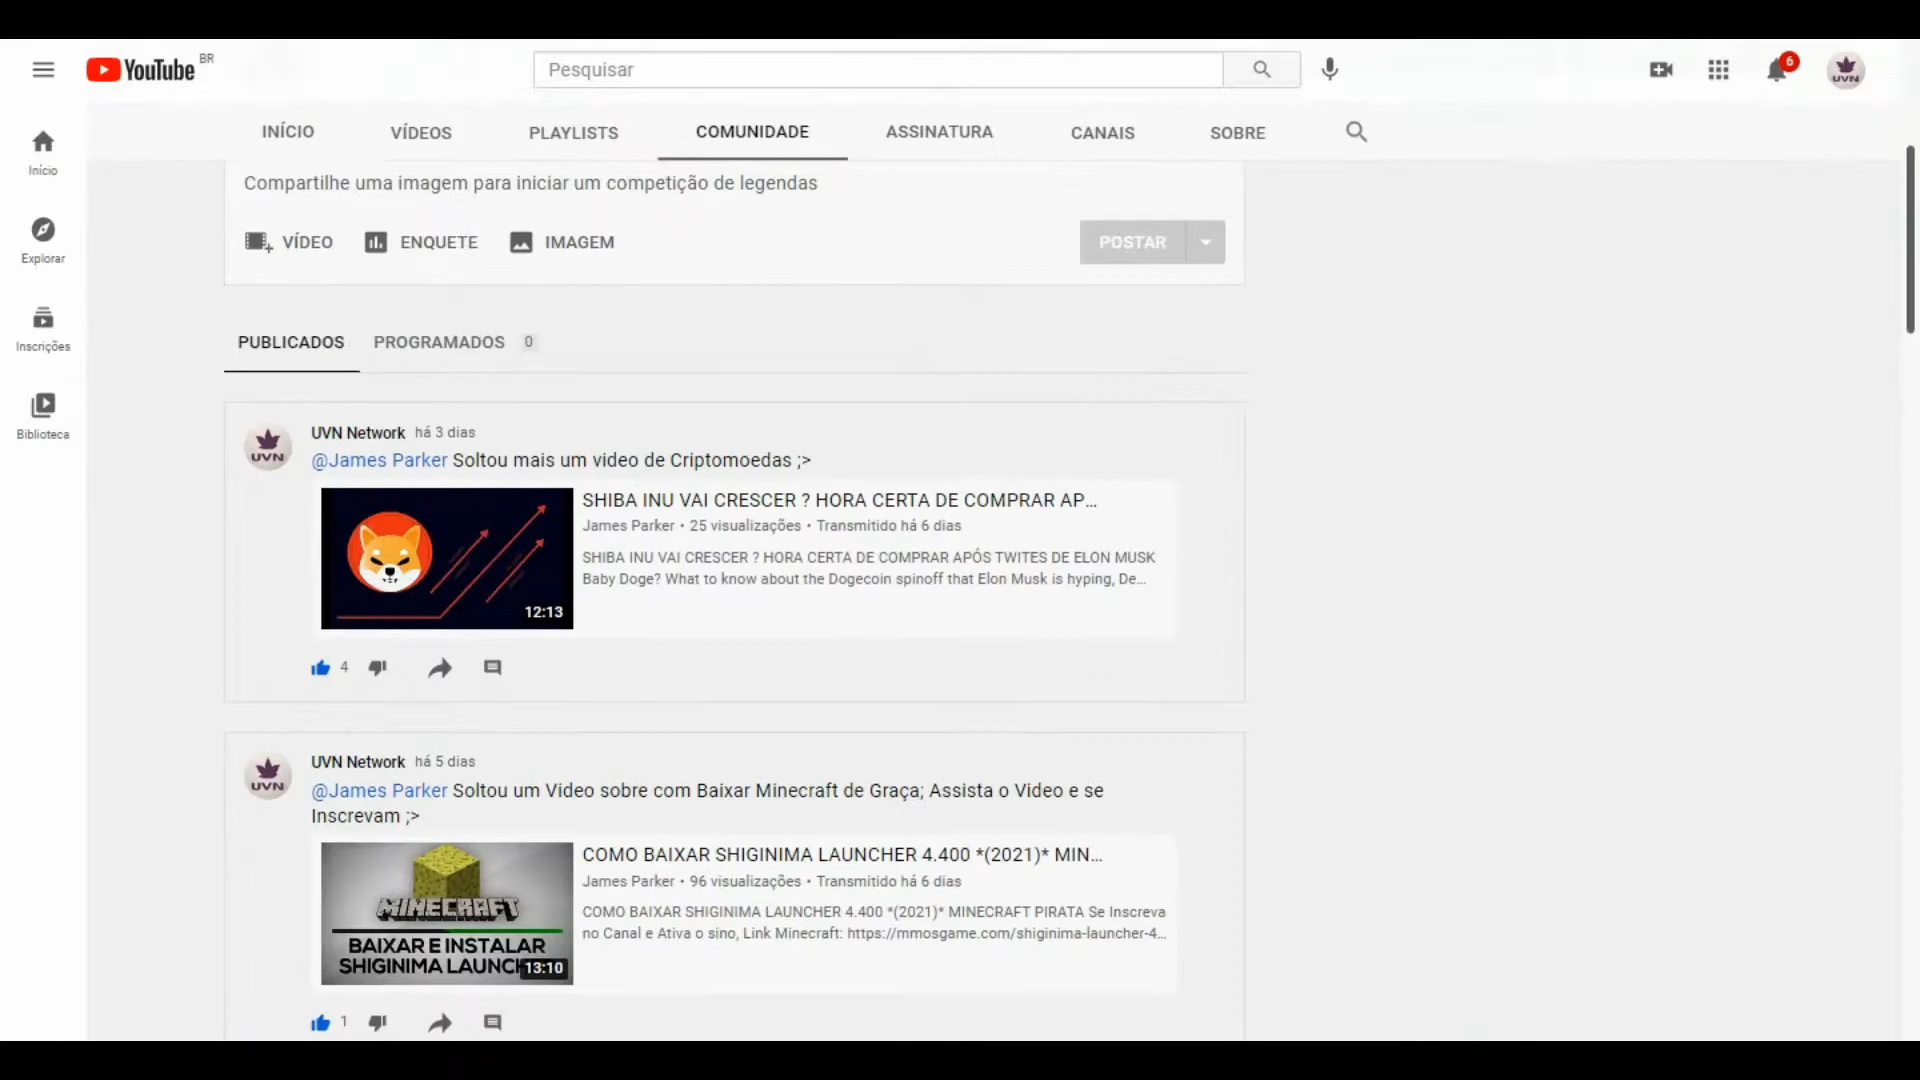 YouTube BR
Pesquisar
6
UVN
INÍCIO
VÍDEOS
PLAYLISTS
COMUNIDADE
ASSINATURA
CANAIS
SOBRE
Início
Explorar
Inscrições
Biblioteca
Compartilhe uma imagem para iniciar um competição de legendas
VÍDEO
ENQUETE
IMAGEM
POSTAR
PUBLICADOS
PROGRAMADOS 0
UVN
UVN Network há 3 dias
@James Parker Soltou mais um video de Criptomoedas ;>
12:13
SHIBA INU VAI CRESCER ? HORA CERTA DE COMPRAR AP...
James Parker • 25 visualizações • Transmitido há 6 dias
SHIBA INU VAI CRESCER ? HORA CERTA DE COMPRAR APÓS TWITES DE ELON MUSK
Baby Doge? What to know about the Dogecoin spinoff that Elon Musk is hyping, De...
4
UVN
UVN Network há 5 dias
@James Parker Soltou um Video sobre com Baixar Minecraft de Graça; Assista o Video e se
Inscrevam ;>
MINECRAFT
BAIXAR E INSTALAR
SHIGINIMA LAUNCH
13:10
COMO BAIXAR SHIGINIMA LAUNCHER 4.400 *(2021)* MIN...
James Parker • 96 visualizações • Transmitido há 6 dias
COMO BAIXAR SHIGINIMA LAUNCHER 4.400 *(2021)* MINECRAFT PIRATA Se Inscreva
no Canal e Ativa o sino, Link Minecraft: https://mmosgame.com/shiginima-launcher-4...
1